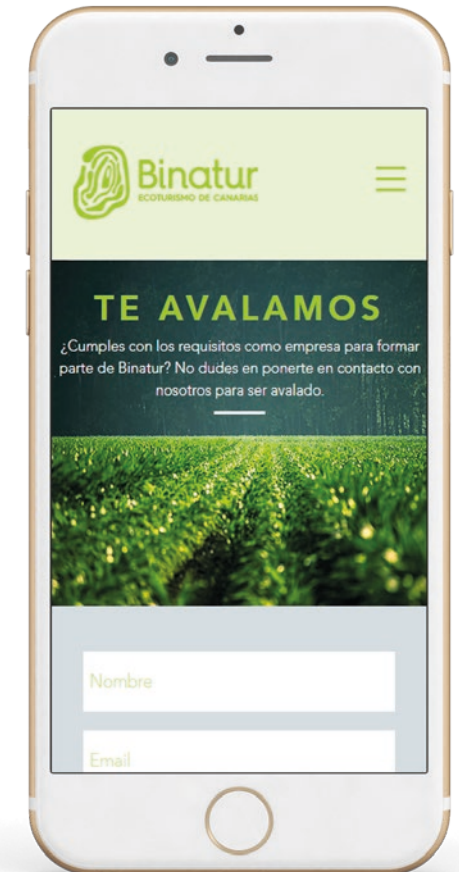 Binatur
ECOTURISMO DE CANARIAS
TE AVALAMOS
¿Cumples con los requisitos como empresa para formar
parte de Binatur? No dudes en ponerte en contacto con
nosotros para ser avalado.
Nombre
Email